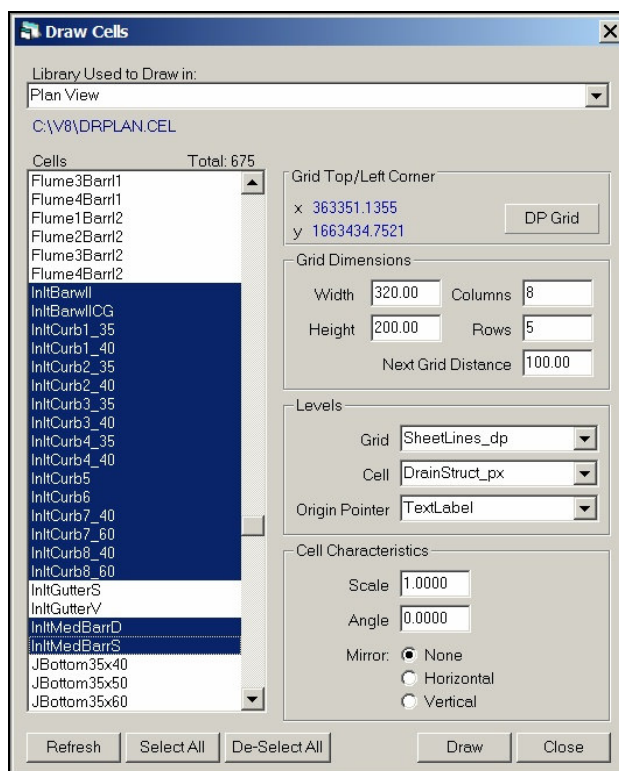 Draw Cells
Library Used to Draw in:
Plan View
C:\V8\DRPLAN.CEL
Cells Total: 675
Flume3Barrl1
Flume4Barrl1
Flume1Barrl2
Flume2Barrl2
Flume3Barrl2
Flume4Barrl2
InltBarwll
InltBarwllCG
InltCurb1_35
InltCurb1_40
InltCurb2_35
InltCurb2_40
InltCurb3_35
InltCurb3_40
InltCurb4_35
InltCurb4_40
InltCurb5
InltCurb6
InltCurb7_40
InltCurb7_60
InltCurb8_40
InltCurb8_60
InltGutterS
InltGutterV
InltMedBarrD
InltMedBarrS
JBottom35x40
JBottom35x50
JBottom35x60
Grid Top/Left Corner
x 363351.1355
y 1663434.7521
DP Grid
Grid Dimensions
Width 320.00 Columns 8
Height 200.00 Rows 5
Next Grid Distance 100.00
Levels
Grid SheetLines_dp
Cell DrainStruct_px
Origin Pointer TextLabel
Cell Characteristics
Scale 1.0000
Angle 0.0000
Mirror: None
Horizontal
Vertical
Refresh Select All De-Select All Draw Close